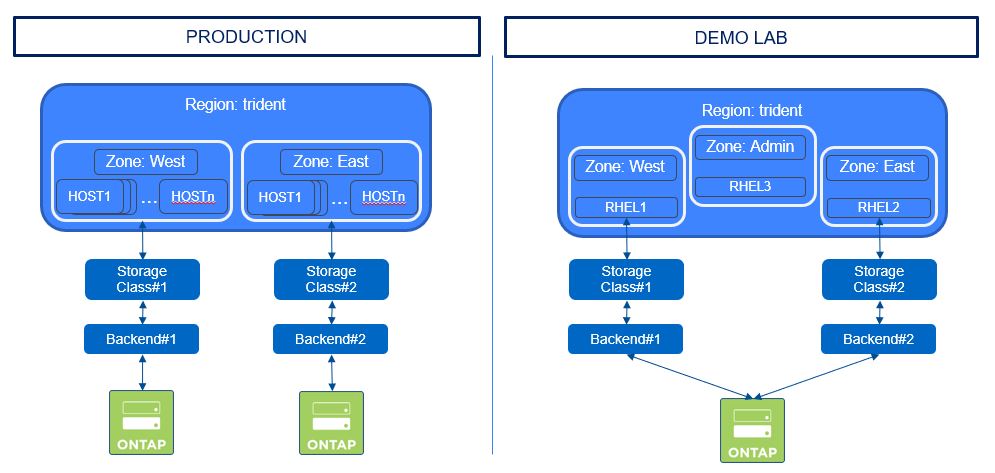 PRODUCTION
Region: trident
Zone: West
HOST1
...
HOSTn
Zone: East
HOST1
...
HOSTn
Storage
Class#1
Storage
Class#2
Backend#1
Backend#2
ONTAP
ONTAP
DEMO LAB
Region: trident
Zone: Admin
RHEL3
Zone: West
RHEL1
Zone: East
RHEL2
Storage
Class#1
Storage
Class#2
Backend#1
Backend#2
ONTAP